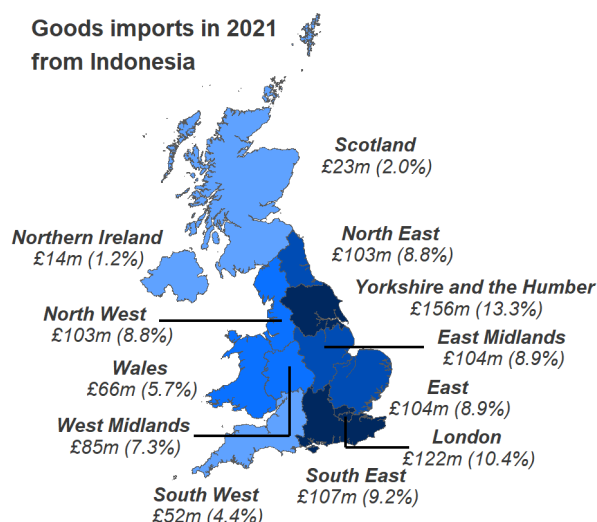 Goods imports in 2021
from Indonesia
Scotland
£23m (2.0%)
Northern Ireland
£14m (1.2%)
North East
£103m (8.8%)
Yorkshire and the Humber
£156m (13.3%)
North West
£103m (8.8%)
East Midlands
£104m (8.9%)
Wales
£66m (5.7%)
East
£104m (8.9%)
West Midlands
£85m (7.3%)
London
£122m (10.4%)
South East
£107m (9.2%)
South West
£52m (4.4%)